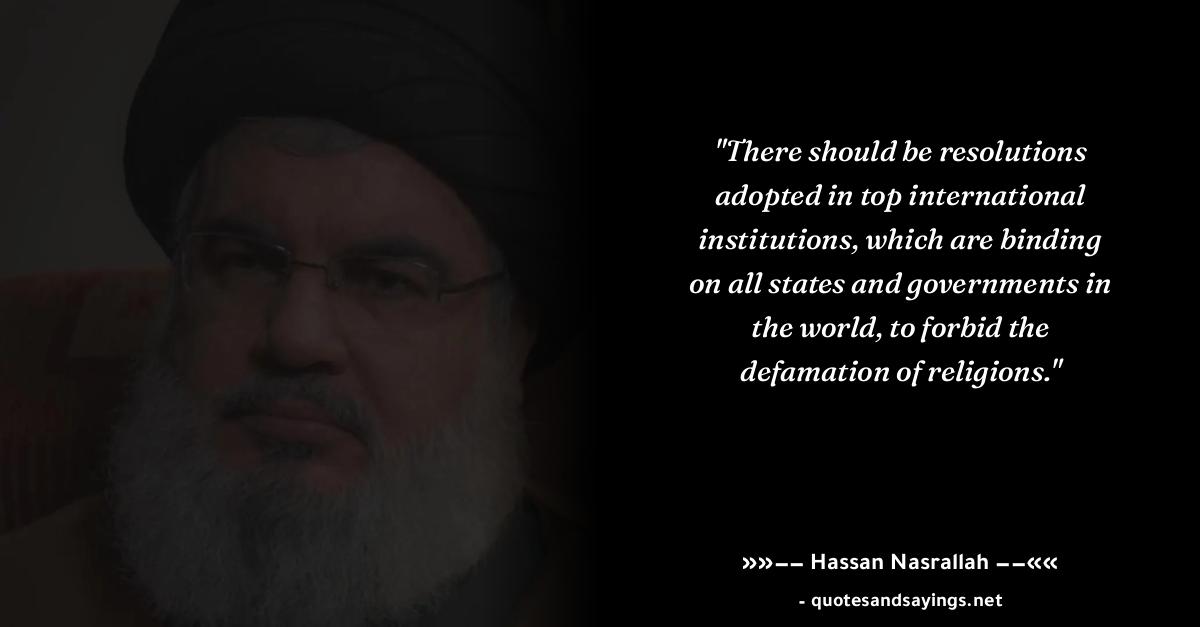 "There should be resolutions
adopted in top international
institutions, which are binding
on all states and governments in
the world, to forbid the
defamation of religions."
»»-- Hassan Nasrallah --««
- quotesandsayings.net